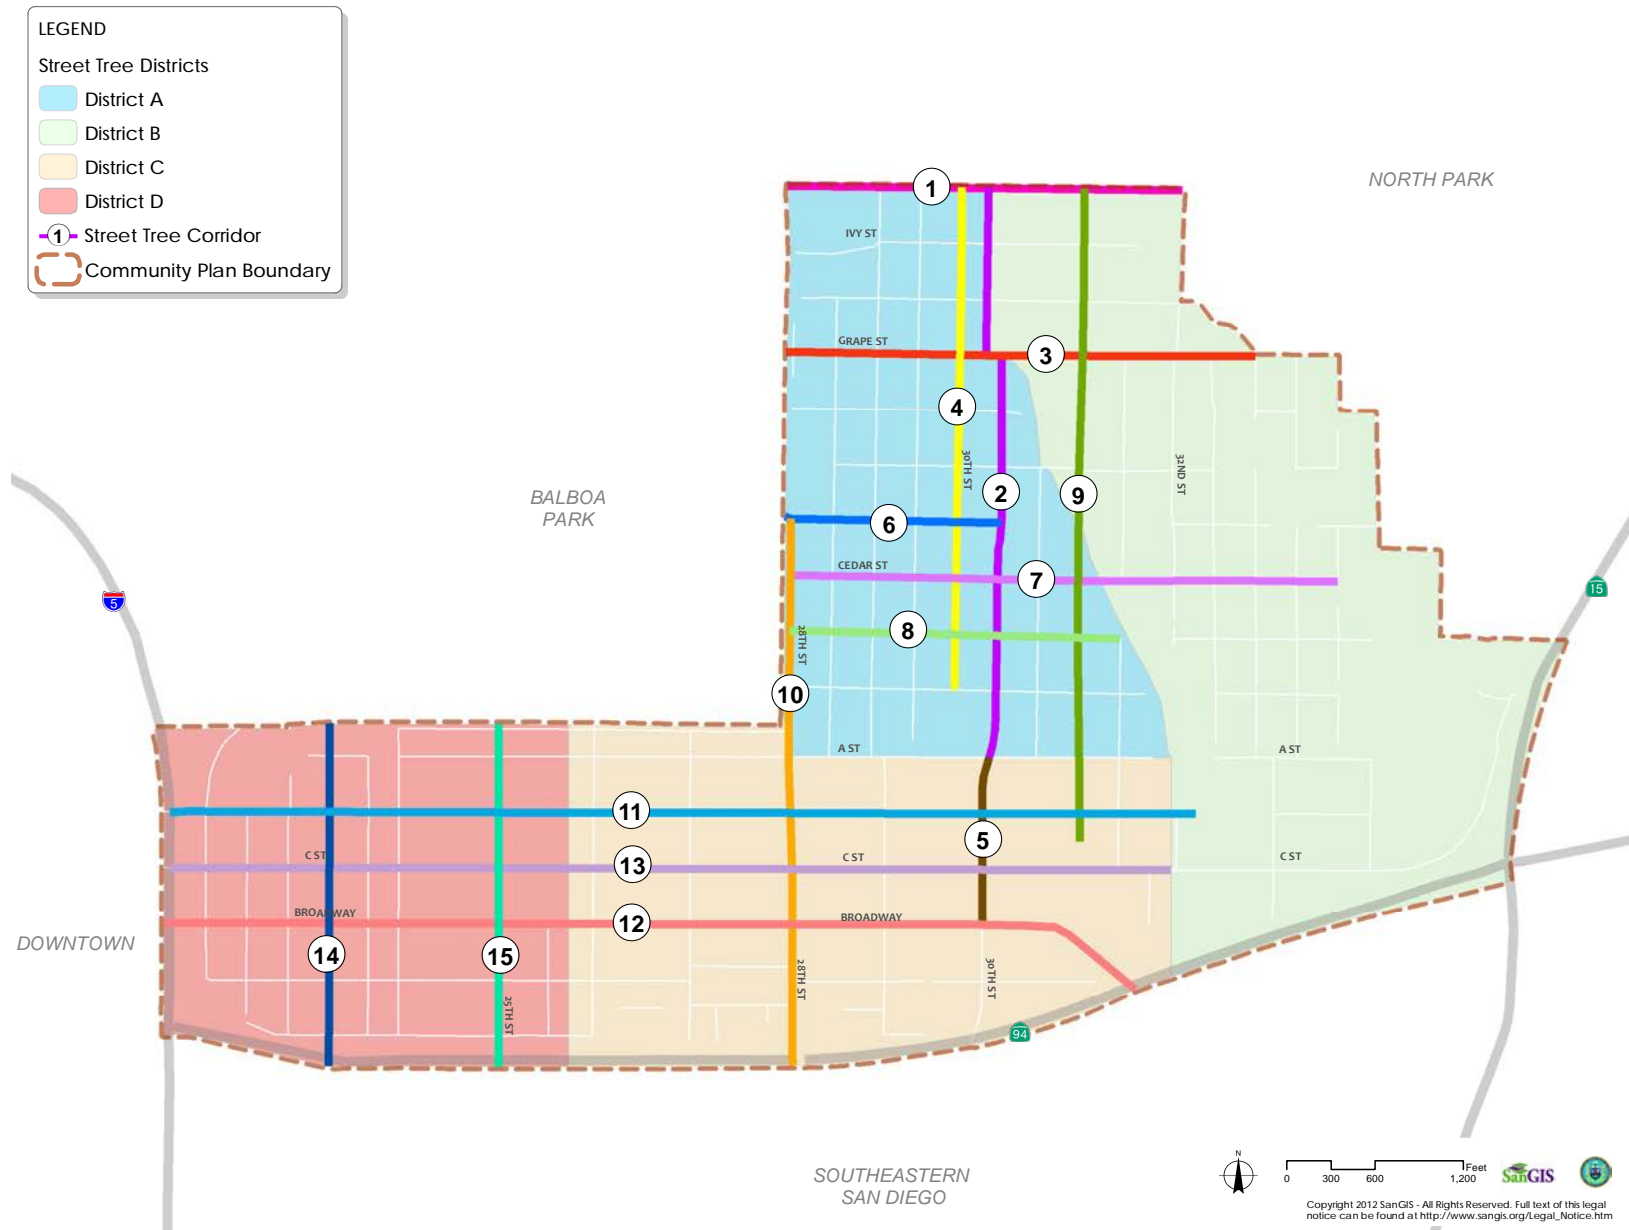 LEGEND
Street Tree Districts
District A
District B
District C
District D
1 Street Tree Corridor
Community Plan Boundary
NORTH PARK
1
IVY ST
GRAPE ST
3
4
30TH ST
32ND ST
2
9
BALBOA
PARK
6
CEDAR ST
7
5
15
8
28TH ST
10
A ST
A ST
11
5
C ST
13
C ST
C ST
BROADWAY
12
BROADWAY
DOWNTOWN
14
15
28TH ST
30TH ST
25TH ST
94
SOUTHEASTERN
SAN DIEGO
N
Feet
0 300 600 1,200
SanGIS
Copyright 2012 SanGIS - All Rights Reserved. Full text of this legal
notice can be found at http://www.sangis.org/Legal_Notice.htm